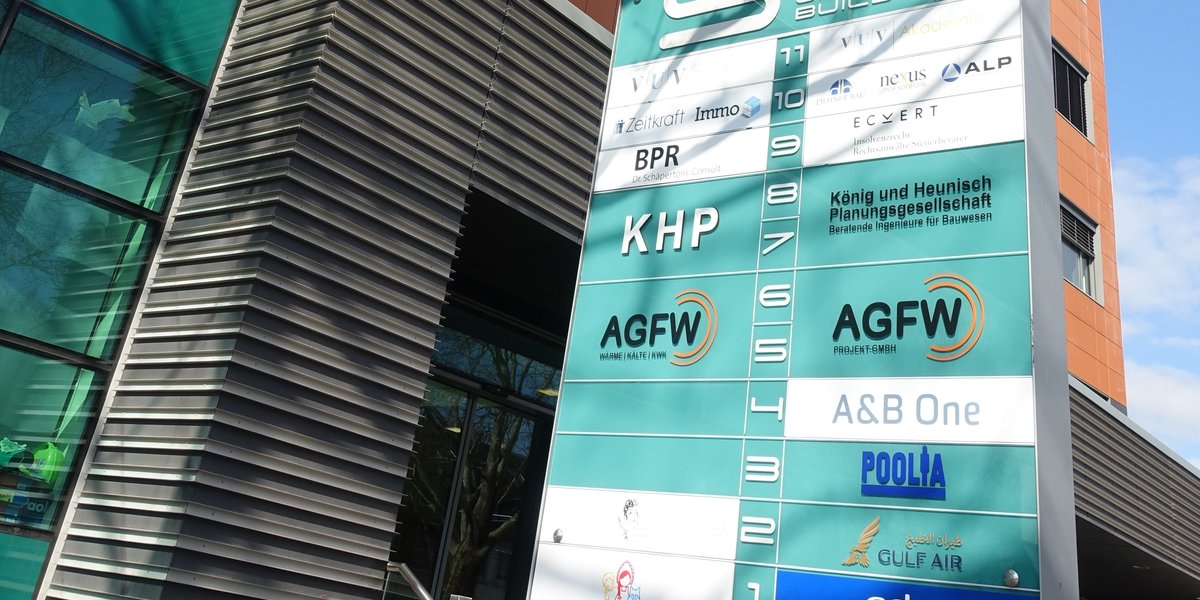 VUV
11
VUV Akademie
Zeitkraft Immo
10
nexus ALP
BPR
Dr. Schäpertöns Consult
9
ECKERT
Insolvenzrecht
Rechtsanwälte Steuerberater
KHP
8
7
König und Heunisch
Planungsgesellschaft
Beratende Ingenieure für Bauwesen
AGFW
WÄRME | KÄLTE | KWK
6
5
AGFW
PROJEKT-GMBH
4
A&B One
3
POOLIA
2
طيران الخليج
GULF AIR
1